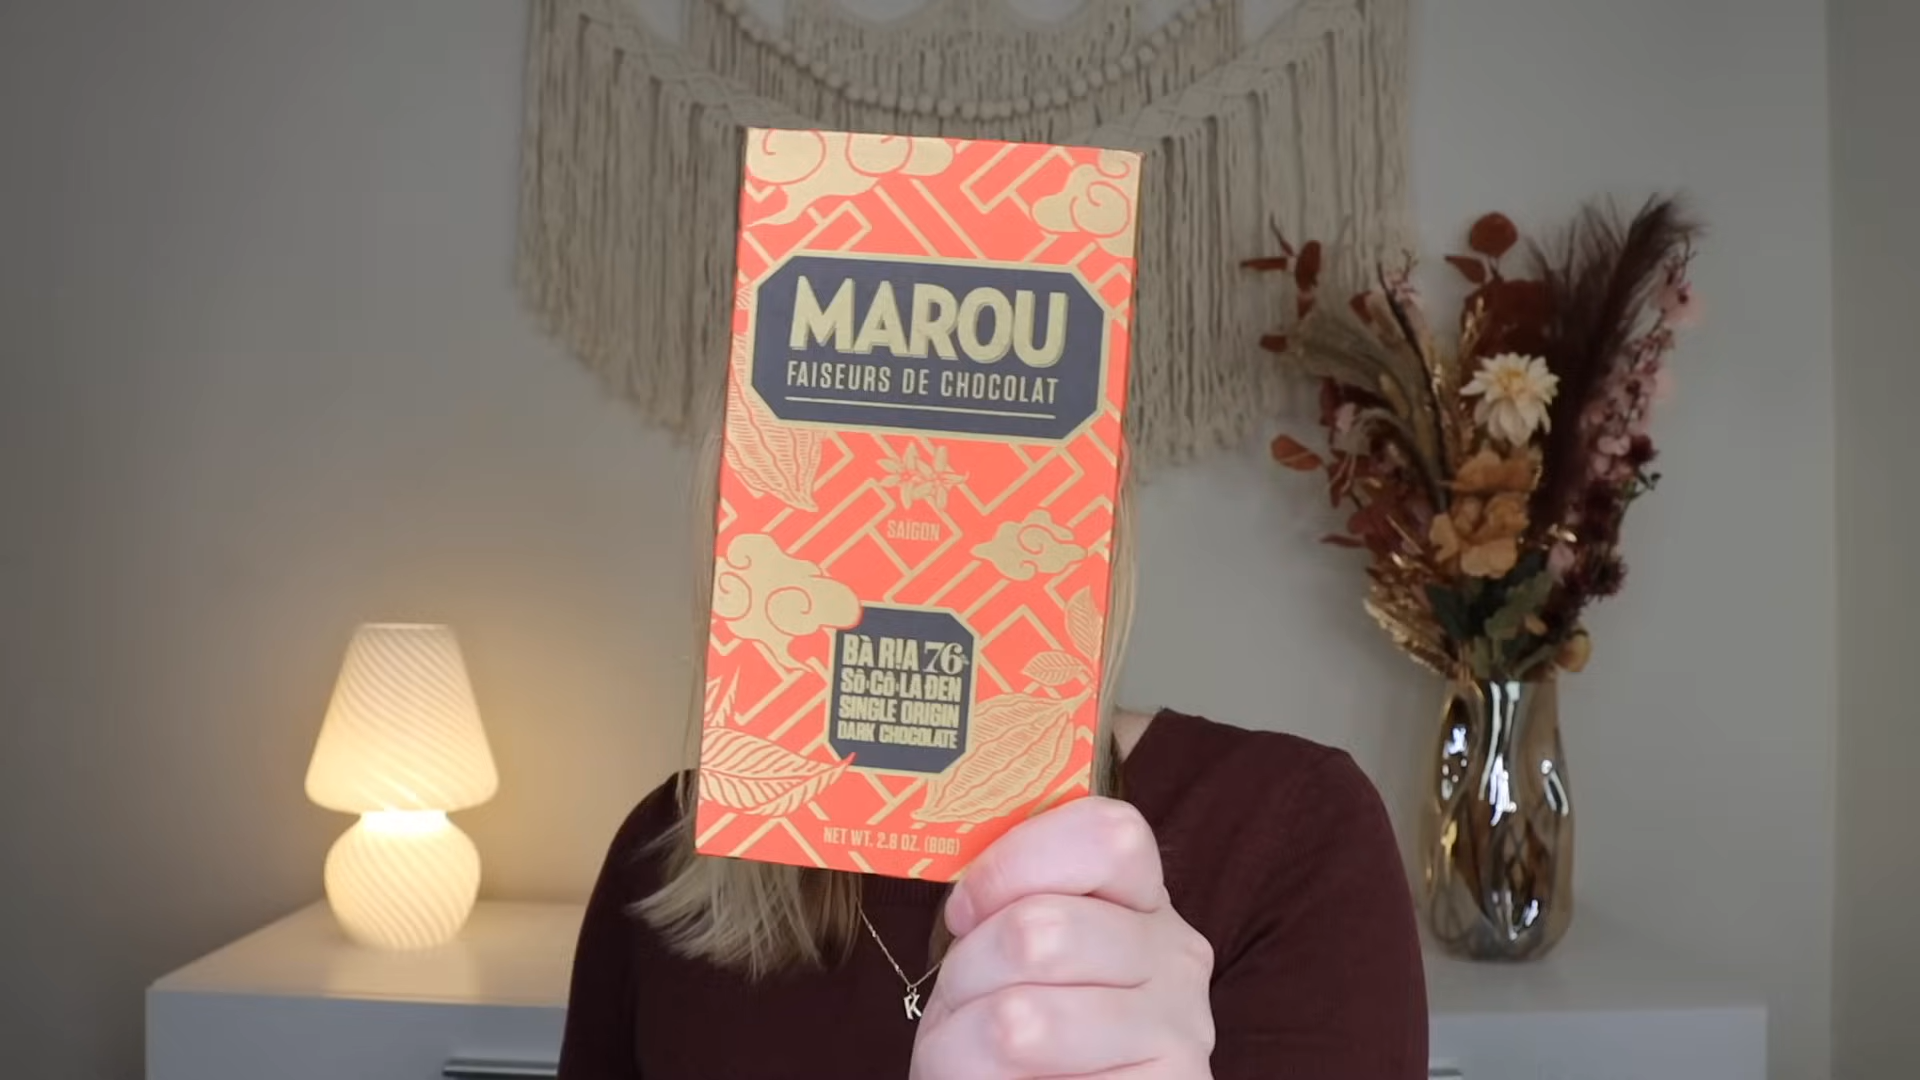 MAROU
FAISEURS DE CHOCOLAT
SAIGON
BÀ RỊA 76
SÔ·CÔ·LA ĐEN
SINGLE ORIGIN
DARK CHOCOLATE
NET WT. 2.8 OZ. (80G)
K